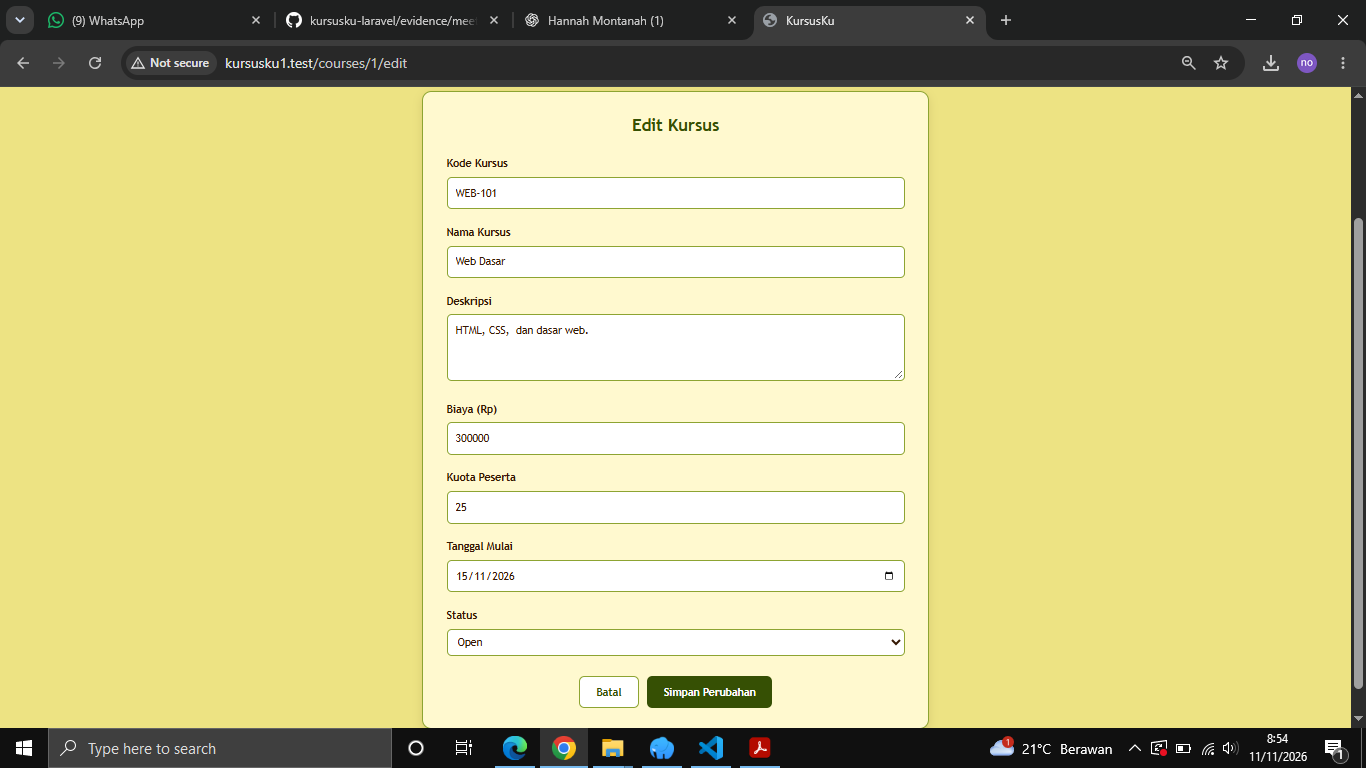 (9) WhatsApp
kursusku-laravel/evidence/mee
Hannah Montanah (1)
KursusKu
Not secure
kursusku1.test/courses/1/edit
no
Edit Kursus
Kode Kursus
WEB-101
Nama Kursus
Web Dasar
Deskripsi
HTML, CSS,  dan dasar web.
Biaya (Rp)
300000
Kuota Peserta
25
Tanggal Mulai
15/11/2026
Status
Open
Batal
Simpan Perubahan
Type here to search
1
21°C Berawan
8:54
11/11/2026
1